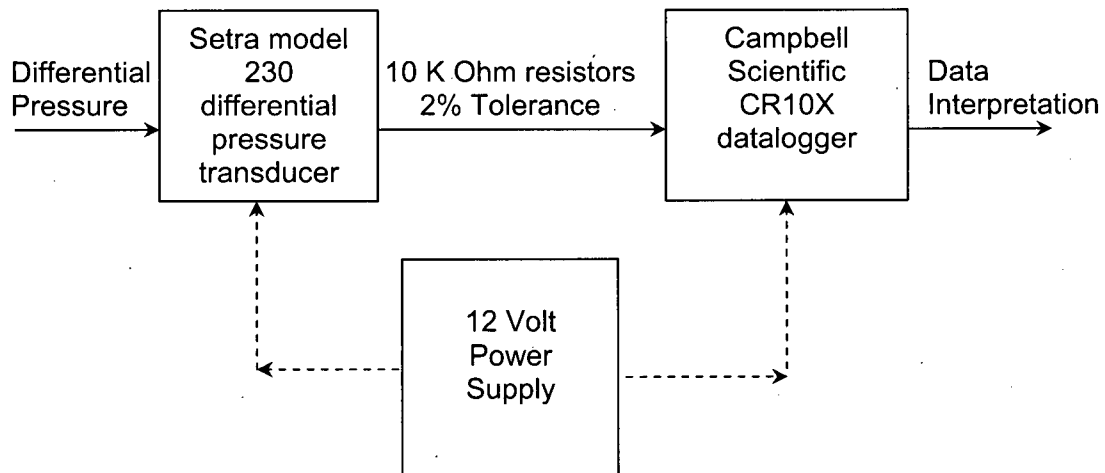 Differential
Pressure
Setra model
230
differential
pressure
transducer
10 K Ohm resistors
2% Tolerance
Campbell
Scientific
CR10X
datalogger
Data
Interpretation
12 Volt
Power
Supply